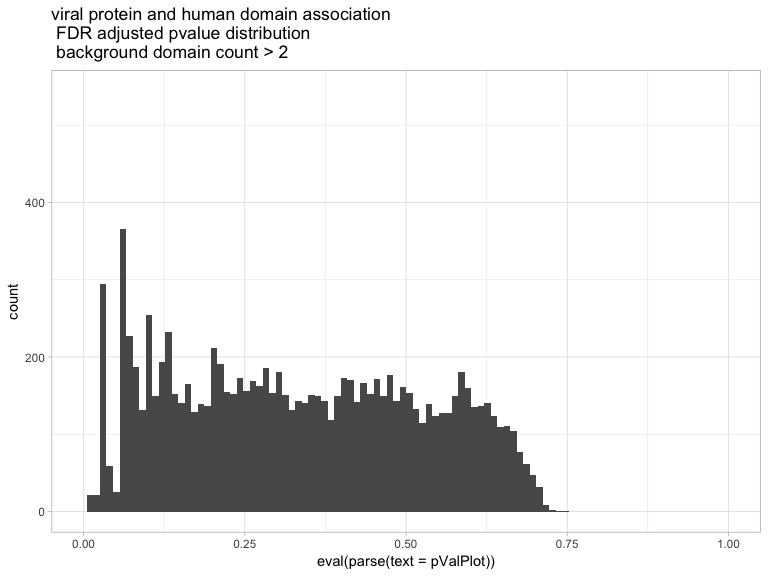 viral protein and human domain association
FDR adjusted pvalue distribution
background domain count > 2
count
400
200
0
0.00 0.25 0.50 0.75 1.00
eval(parse(text = pValPlot))